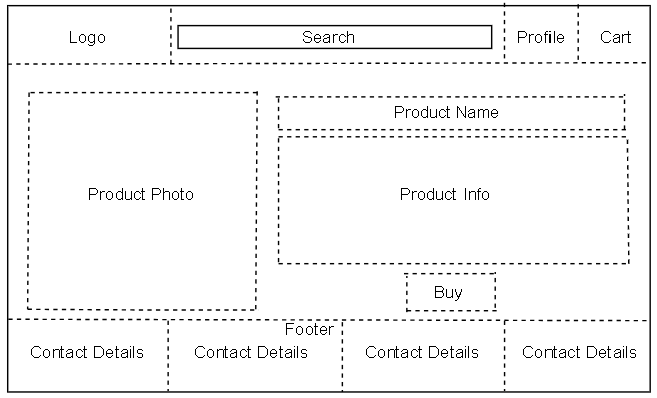 Logo
Search
Profile
Cart
Product Name
Product Photo
Product Info
Buy
Footer
Contact Details
Contact Details
Contact Details
Contact Details